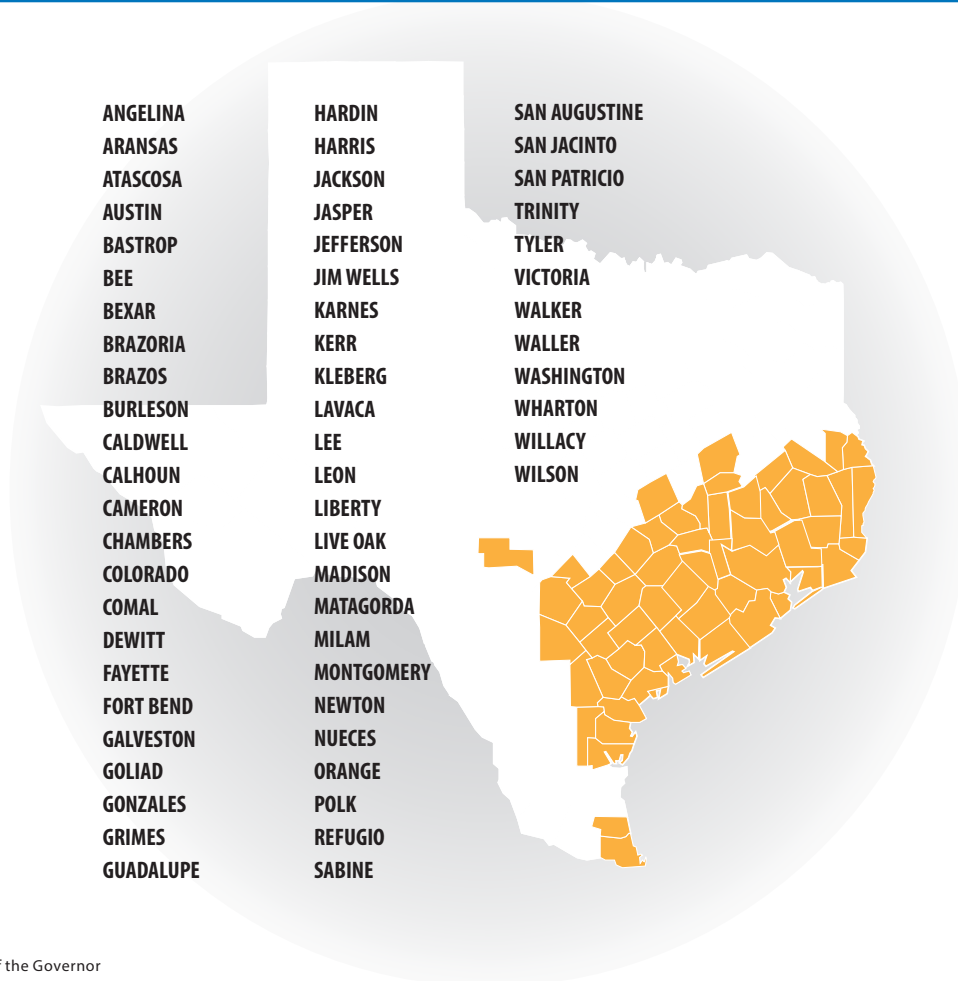 ANGELINA
ARANSAS
ATASCOSA
AUSTIN
BASTROP
BEE
BEXAR
BRAZORIA
BRAZOS
BURLESON
CALDWELL
CALHOUN
CAMERON
CHAMBERS
COLORADO
COMAL
DEWITT
FAYETTE
FORT BEND
GALVESTON
GOLIAD
GONZALES
GRIMES
GUADALUPE
HARDIN
HARRIS
JACKSON
JASPER
JEFFERSON
JIM WELLS
KARNES
KERR
KLEBERG
LAVACA
LEE
LEON
LIBERTY
LIVE OAK
MADISON
MATAGORDA
MILAM
MONTGOMERY
NEWTON
NUECES
ORANGE
POLK
REFUGIO
SABINE
SAN AUGUSTINE
SAN JACINTO
SAN PATRICIO
TRINITY
TYLER
VICTORIA
WALKER
WALLER
WASHINGTON
WHARTON
WILLACY
WILSON
the Governor